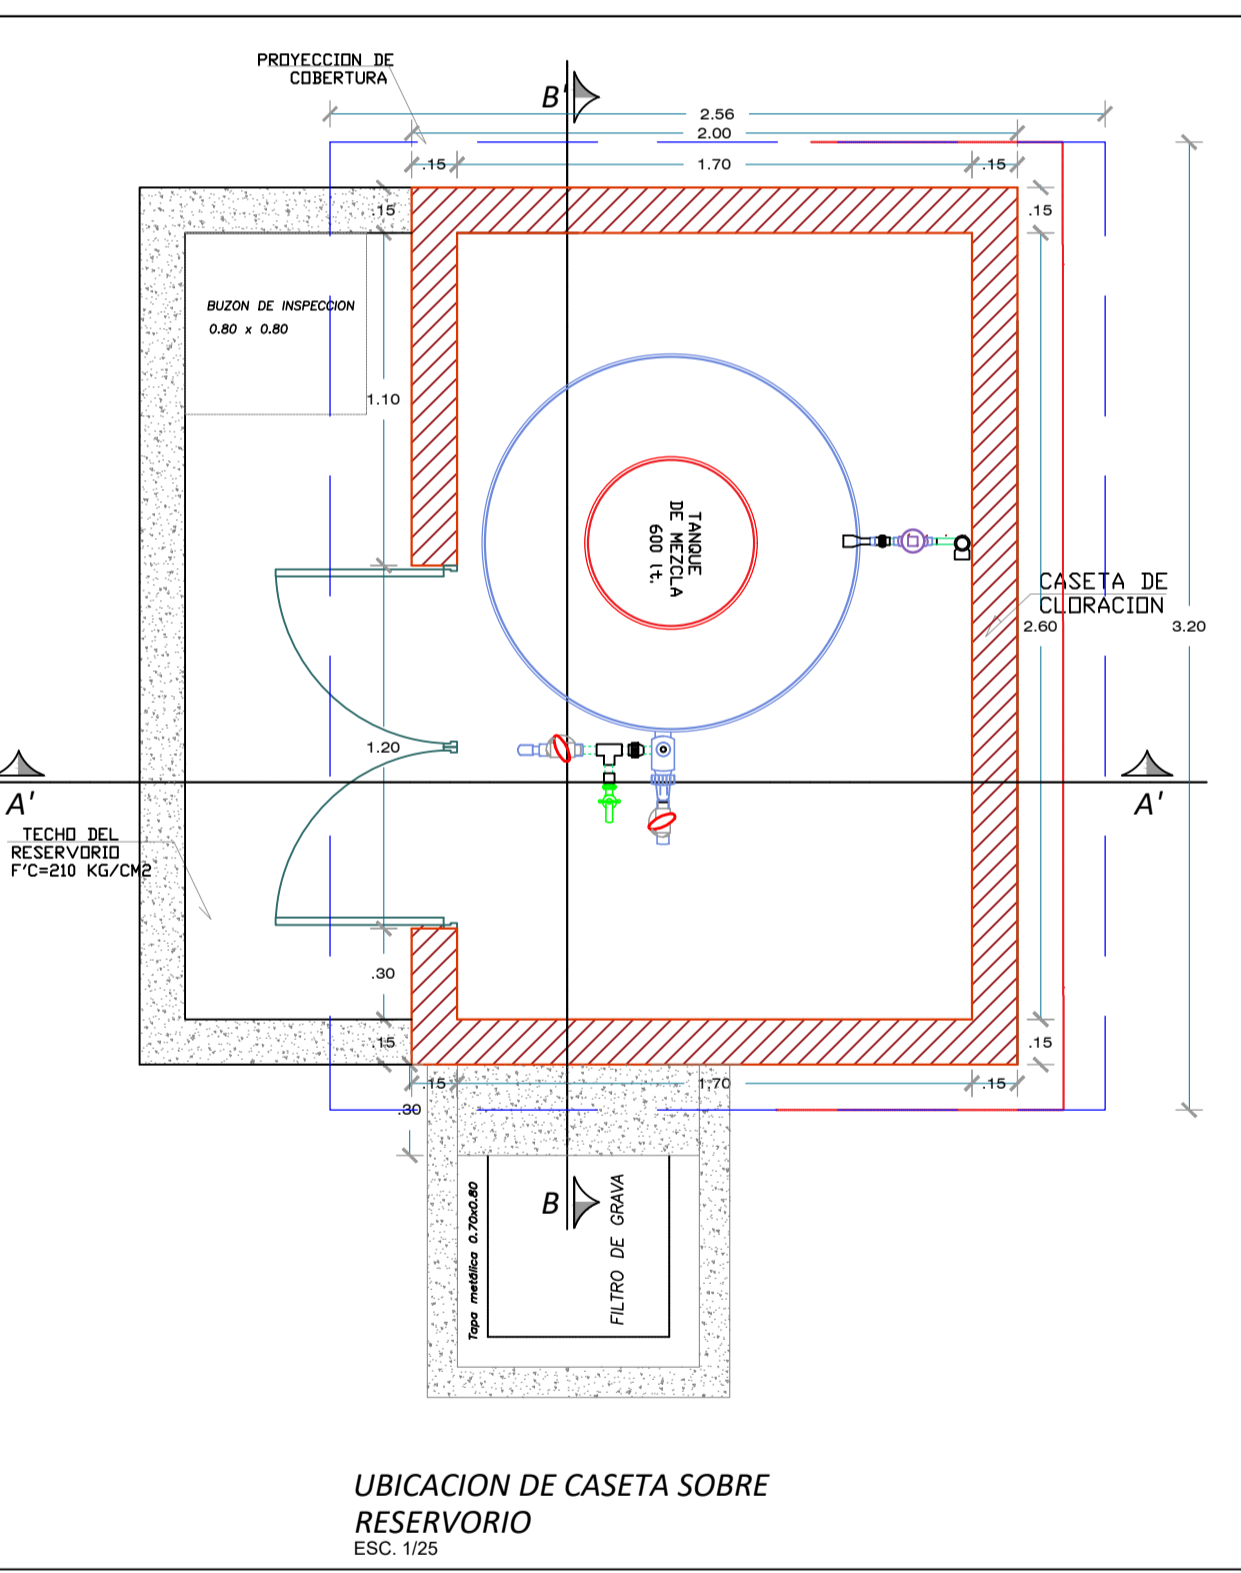 PROYECCION DE
COBERTURA
B'
2.56
2.00
.15
1.70
.15
.15
.15
BUZON DE INSPECCION
0.80 x 0.80
1.10
TANQUE
DE MEZCLA
600 lt.
CASETA DE
CLORACION
2.60
3.20
1.20
A'
A'
TECHO DEL
RESERVORIO
F'C=210 KG/CM2
.30
.15
.15
.15
1.70
.15
.30
B
Tapa metálica 0.70x0.80
FILTRO DE GRAVA
UBICACION DE CASETA SOBRE
RESERVORIO
ESC. 1/25